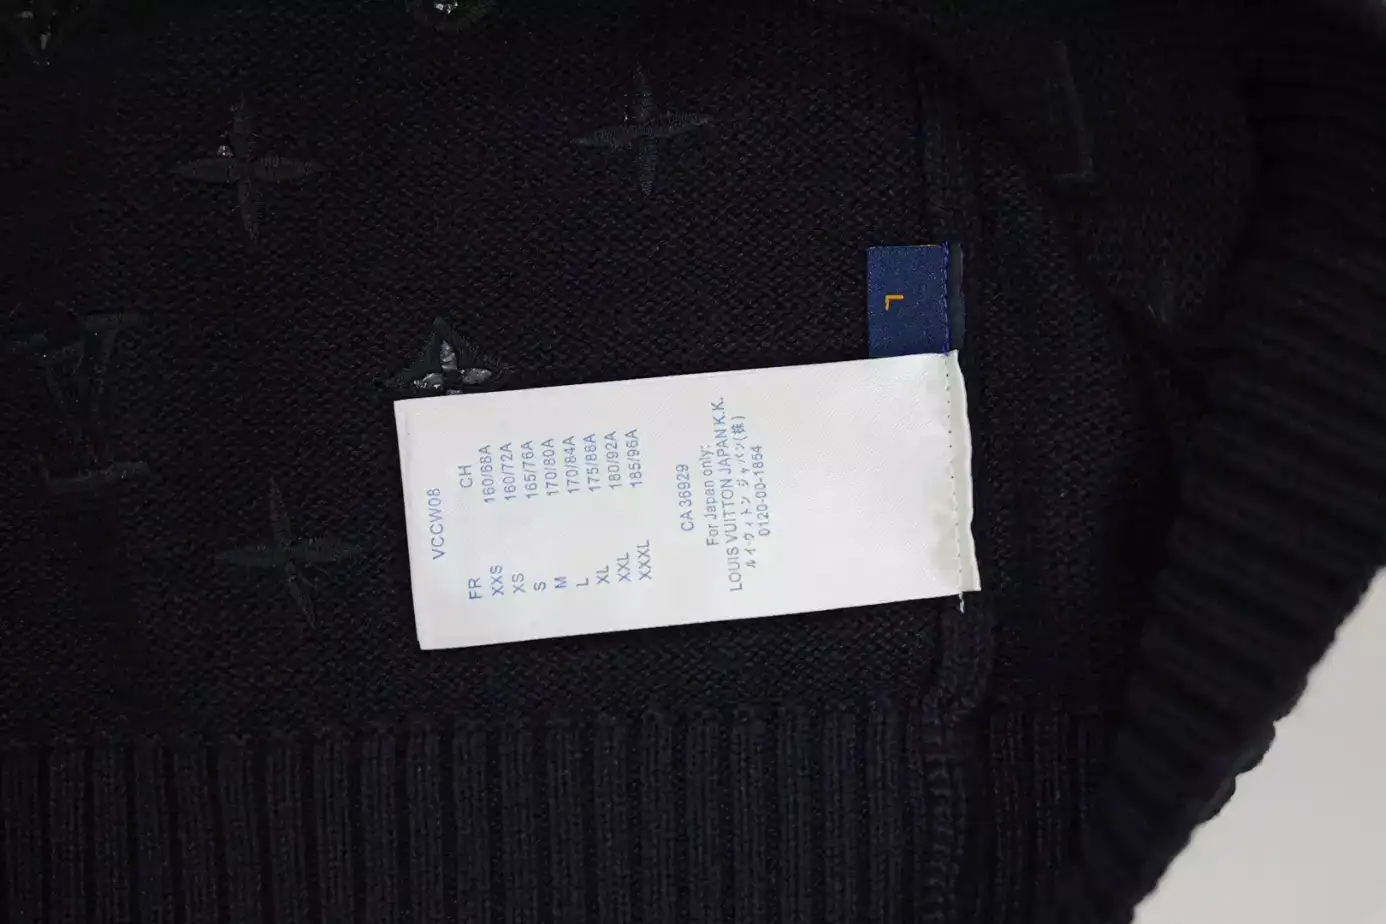 L
VCCW08
FR CH
XXS 160/68A
XS 160/72A
S 165/76A
M 170/80A
L 170/84A
XL 175/88A
XXL 180/92A
XXXL 185/96A
CA 36929
For Japan only:
LOUIS VUITTON JAPAN K.K.
ルイ・ヴィトン ジャパン(株)
0120-00-1854